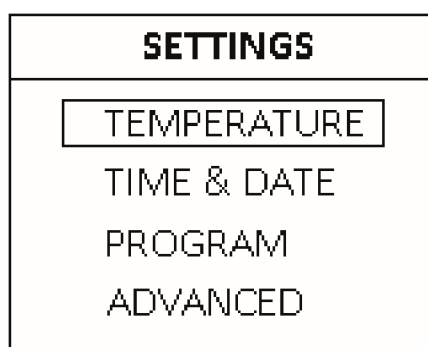 SETTINGS
TEMPERATURE
TIME & DATE
PROGRAM
ADVANCED